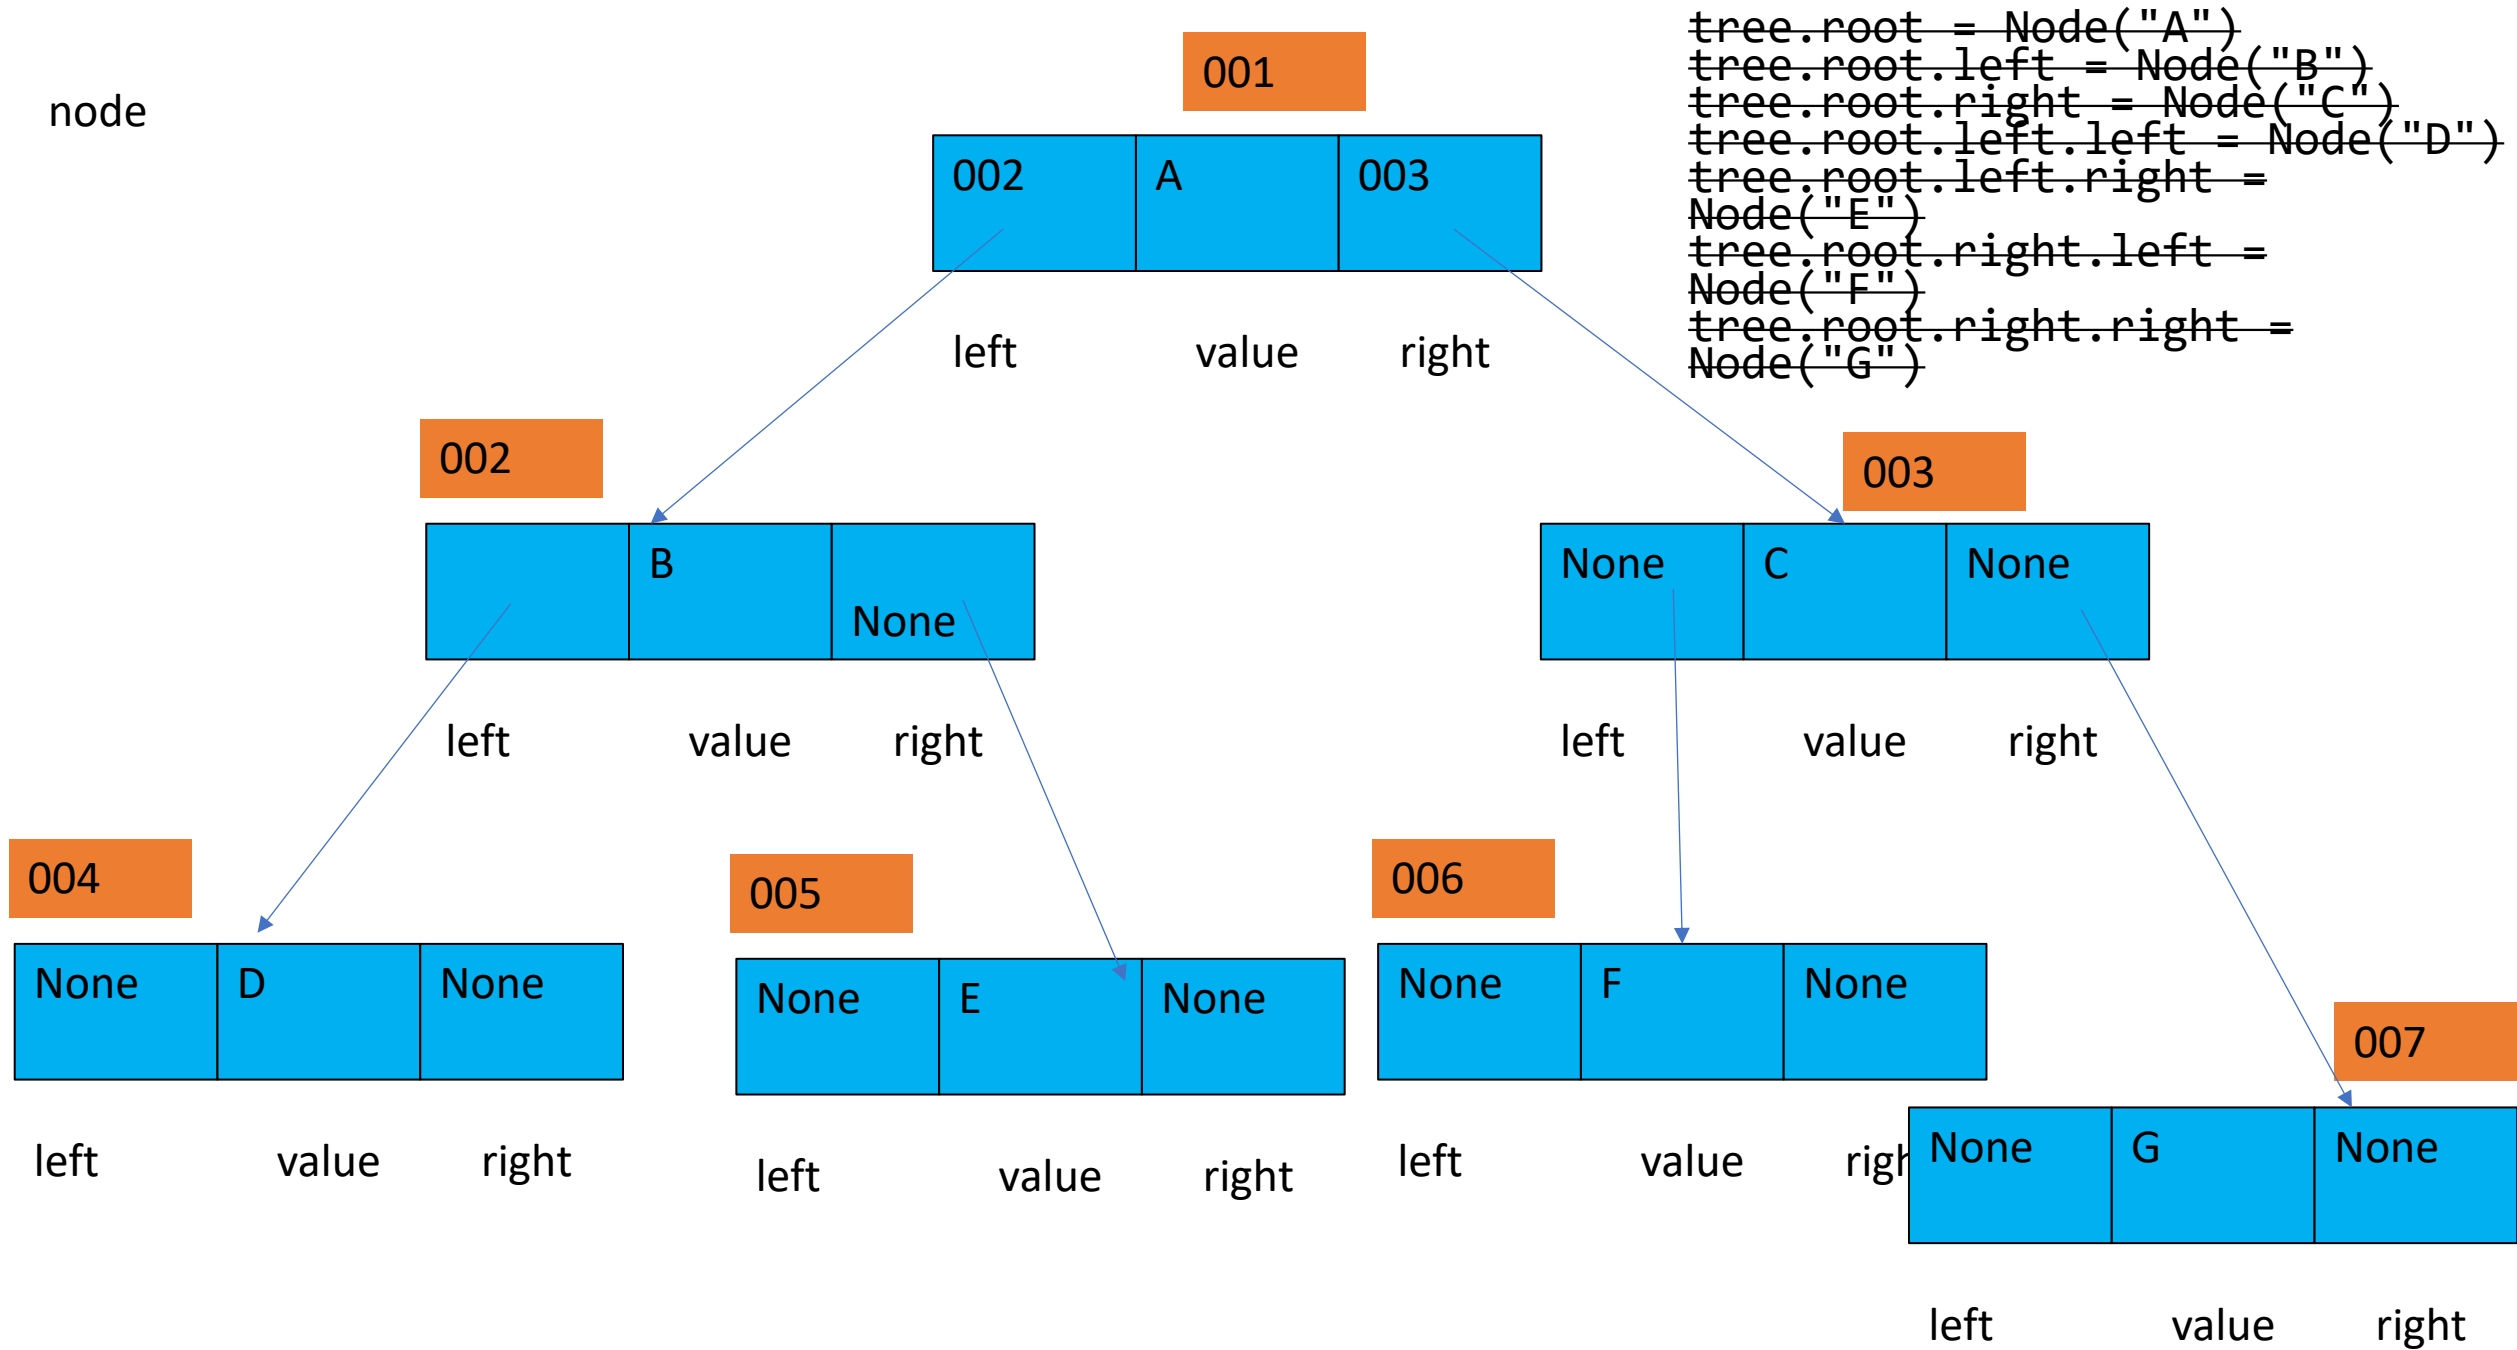 tree.root = Node("A")
tree.root.left = Node("B")
tree.root.right = Node("C")
tree.root.left.left = Node("D")
tree.root.left.right =
Node("E")
tree.root.right.left =
Node("F")
tree.root.right.right =
Node("G")
node
001
002 A 003
left value right
002
003
B None
None C None
left value right
left value right
004
005
006
None D None
None E None
None F None
007
left value right
left value right
left value
None G None
left value right